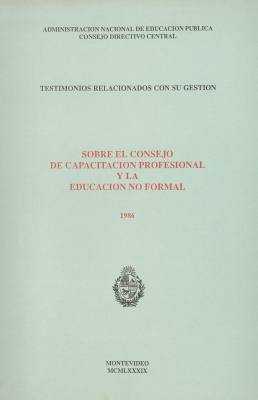 ADMINISTRACION NACIONAL DE EDUCACION PUBLICA
CONSEJO DIRECTIVO CENTRAL
TESTIMONIOS RELACIONADOS CON SU GESTION
SOBRE EL CONSEJO
DE CAPACITACION PROFESIONAL
Y LA
EDUCACION NO FORMAL
1986
MONTEVIDEO
MCMLXXXIX